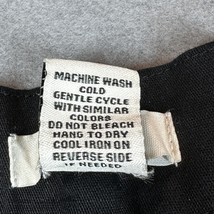 MACHINE WASH
COLD
GENTLE CYCLE
WITH SIMILAR
COLORS
DO NOT BLEACH
HANG TO DRY
COOL IRON ON
REVERSE SIDE
IF NEEDED